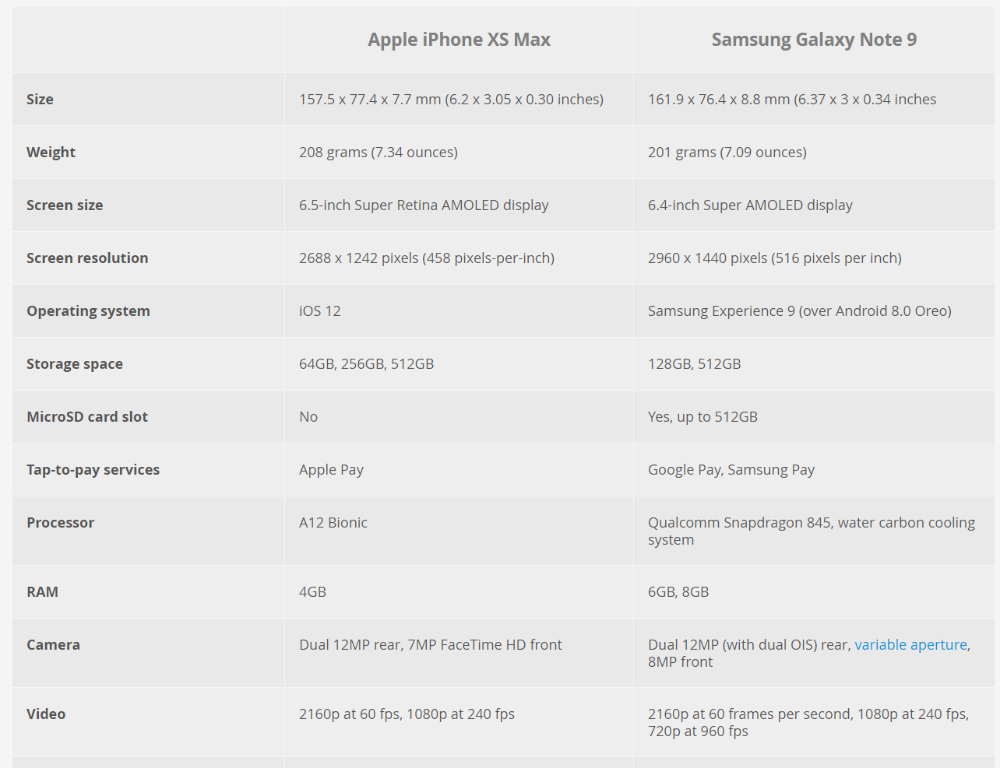 Apple iPhone XS Max
Samsung Galaxy Note 9
Size
157.5 x 77.4 x 7.7 mm (6.2 x 3.05 x 0.30 inches)
161.9 x 76.4 x 8.8 mm (6.37 x 3 x 0.34 inches
Weight
208 grams (7.34 ounces)
201 grams (7.09 ounces)
Screen size
6.5-inch Super Retina AMOLED display
6.4-inch Super AMOLED display
Screen resolution
2688 x 1242 pixels (458 pixels-per-inch)
2960 x 1440 pixels (516 pixels per inch)
Operating system
iOS 12
Samsung Experience 9 (over Android 8.0 Oreo)
Storage space
64GB, 256GB, 512GB
128GB, 512GB
MicroSD card slot
No
Yes, up to 512GB
Tap-to-pay services
Apple Pay
Google Pay, Samsung Pay
Processor
A12 Bionic
Qualcomm Snapdragon 845, water carbon cooling
system
RAM
4GB
6GB, 8GB
Camera
Dual 12MP rear, 7MP FaceTime HD front
Dual 12MP (with dual OIS) rear, variable aperture,
8MP front
Video
2160p at 60 fps, 1080p at 240 fps
2160p at 60 frames per second, 1080p at 240 fps,
720p at 960 fps